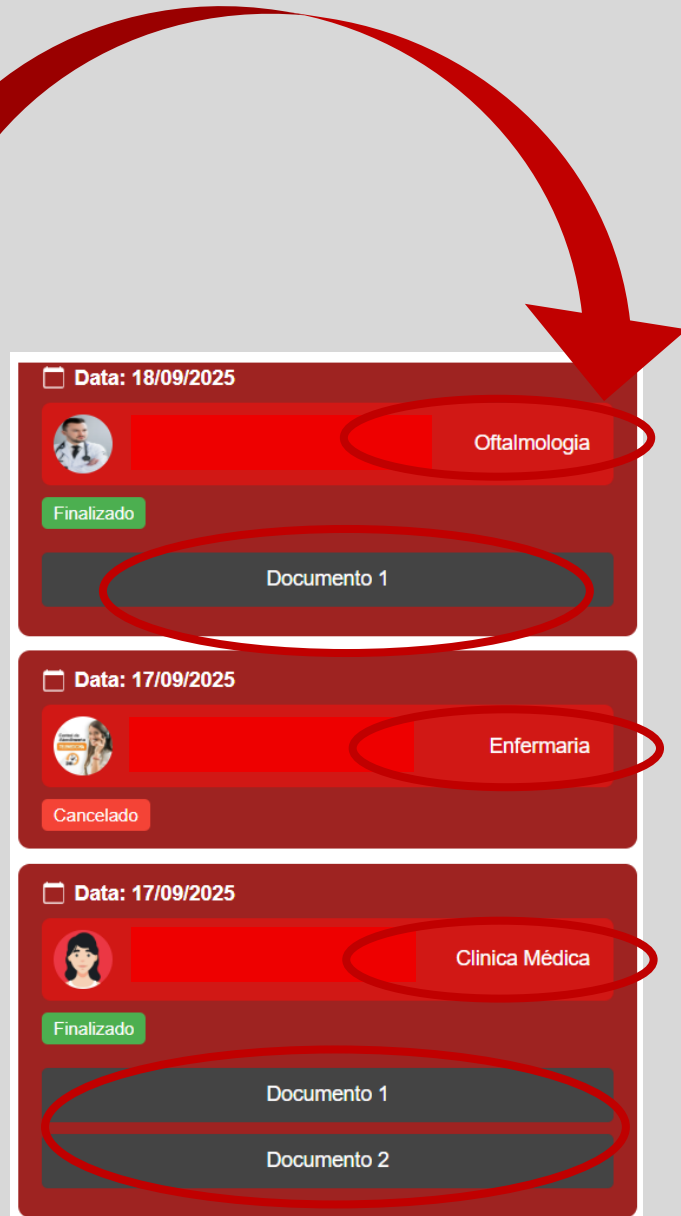 Data: 18/09/2025
Oftalmologia
Finalizado
Documento 1
Data: 17/09/2025
Enfermaria
Cancelado
Data: 17/09/2025
Clinica Médica
Finalizado
Documento 1
Documento 2